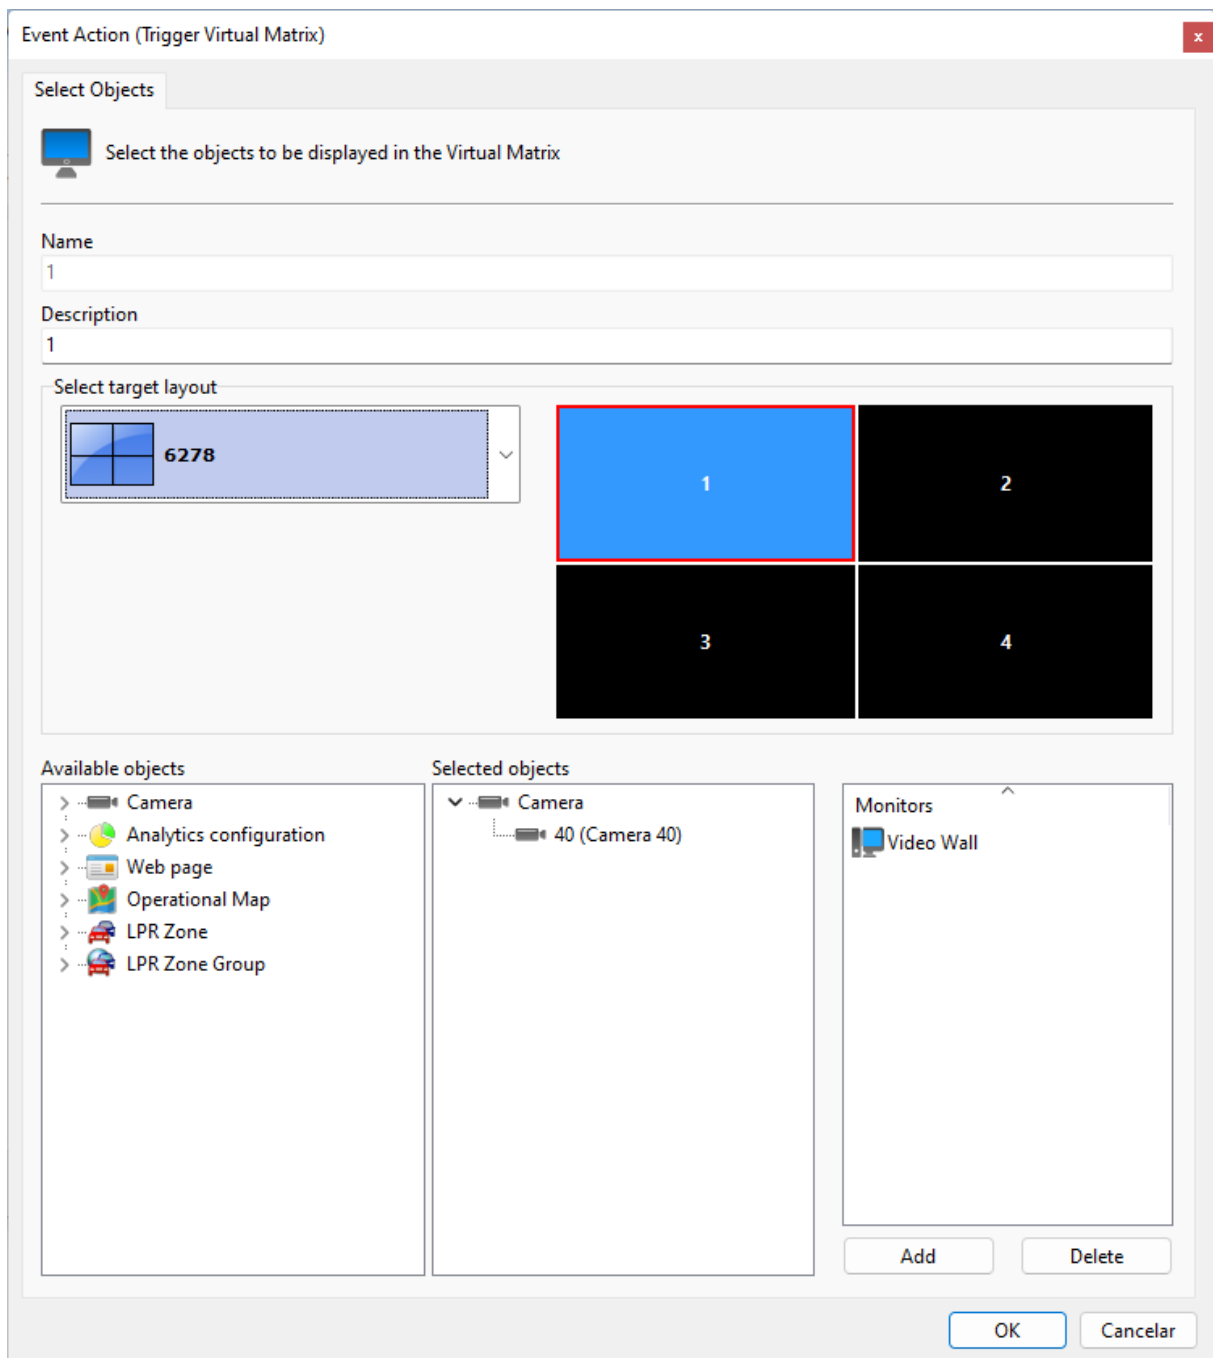 Event Action (Trigger Virtual Matrix)
x
Select Objects
Select the objects to be displayed in the Virtual Matrix
Name
1
Description
1
Select target layout
6278
1
2
3
4
Available objects
Camera
Analytics configuration
Web page
Operational Map
LPR Zone
LPR Zone Group
Selected objects
Camera
40 (Camera 40)
Monitors
Video Wall
Add
Delete
OK
Cancelar